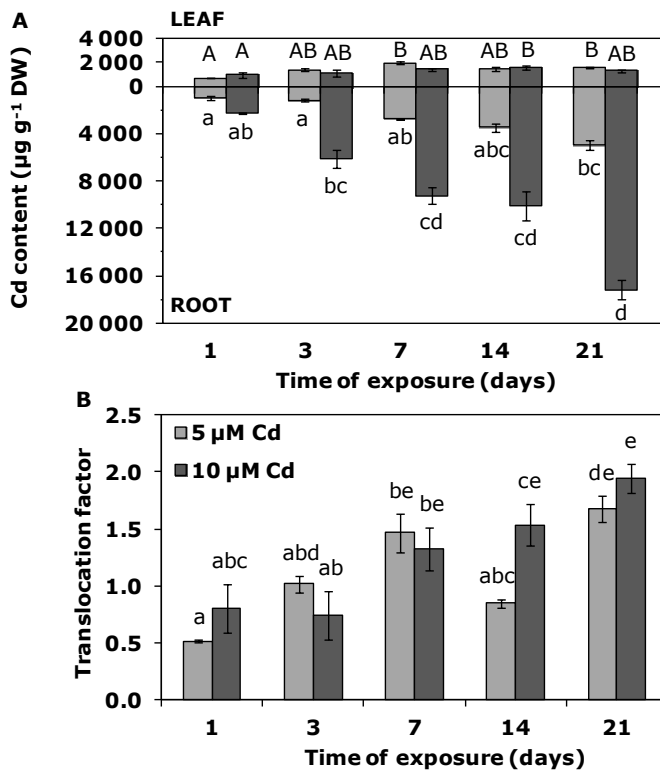 A
LEAF
Cd content (µg g-1 DW)
4 000
2 000
0
4 000
8 000
12 000
16 000
20 000
A A AB AB B AB AB B B AB
a ab a bc ab cd abc cd bc d
ROOT
1 3 7 14 21
Time of exposure (days)
B
Translocation factor
2.5
2.0
1.5
1.0
0.5
0.0
5 µM Cd
10 µM Cd
a abc abd ab be be abc ce de e
1 3 7 14 21
Time of exposure (days)